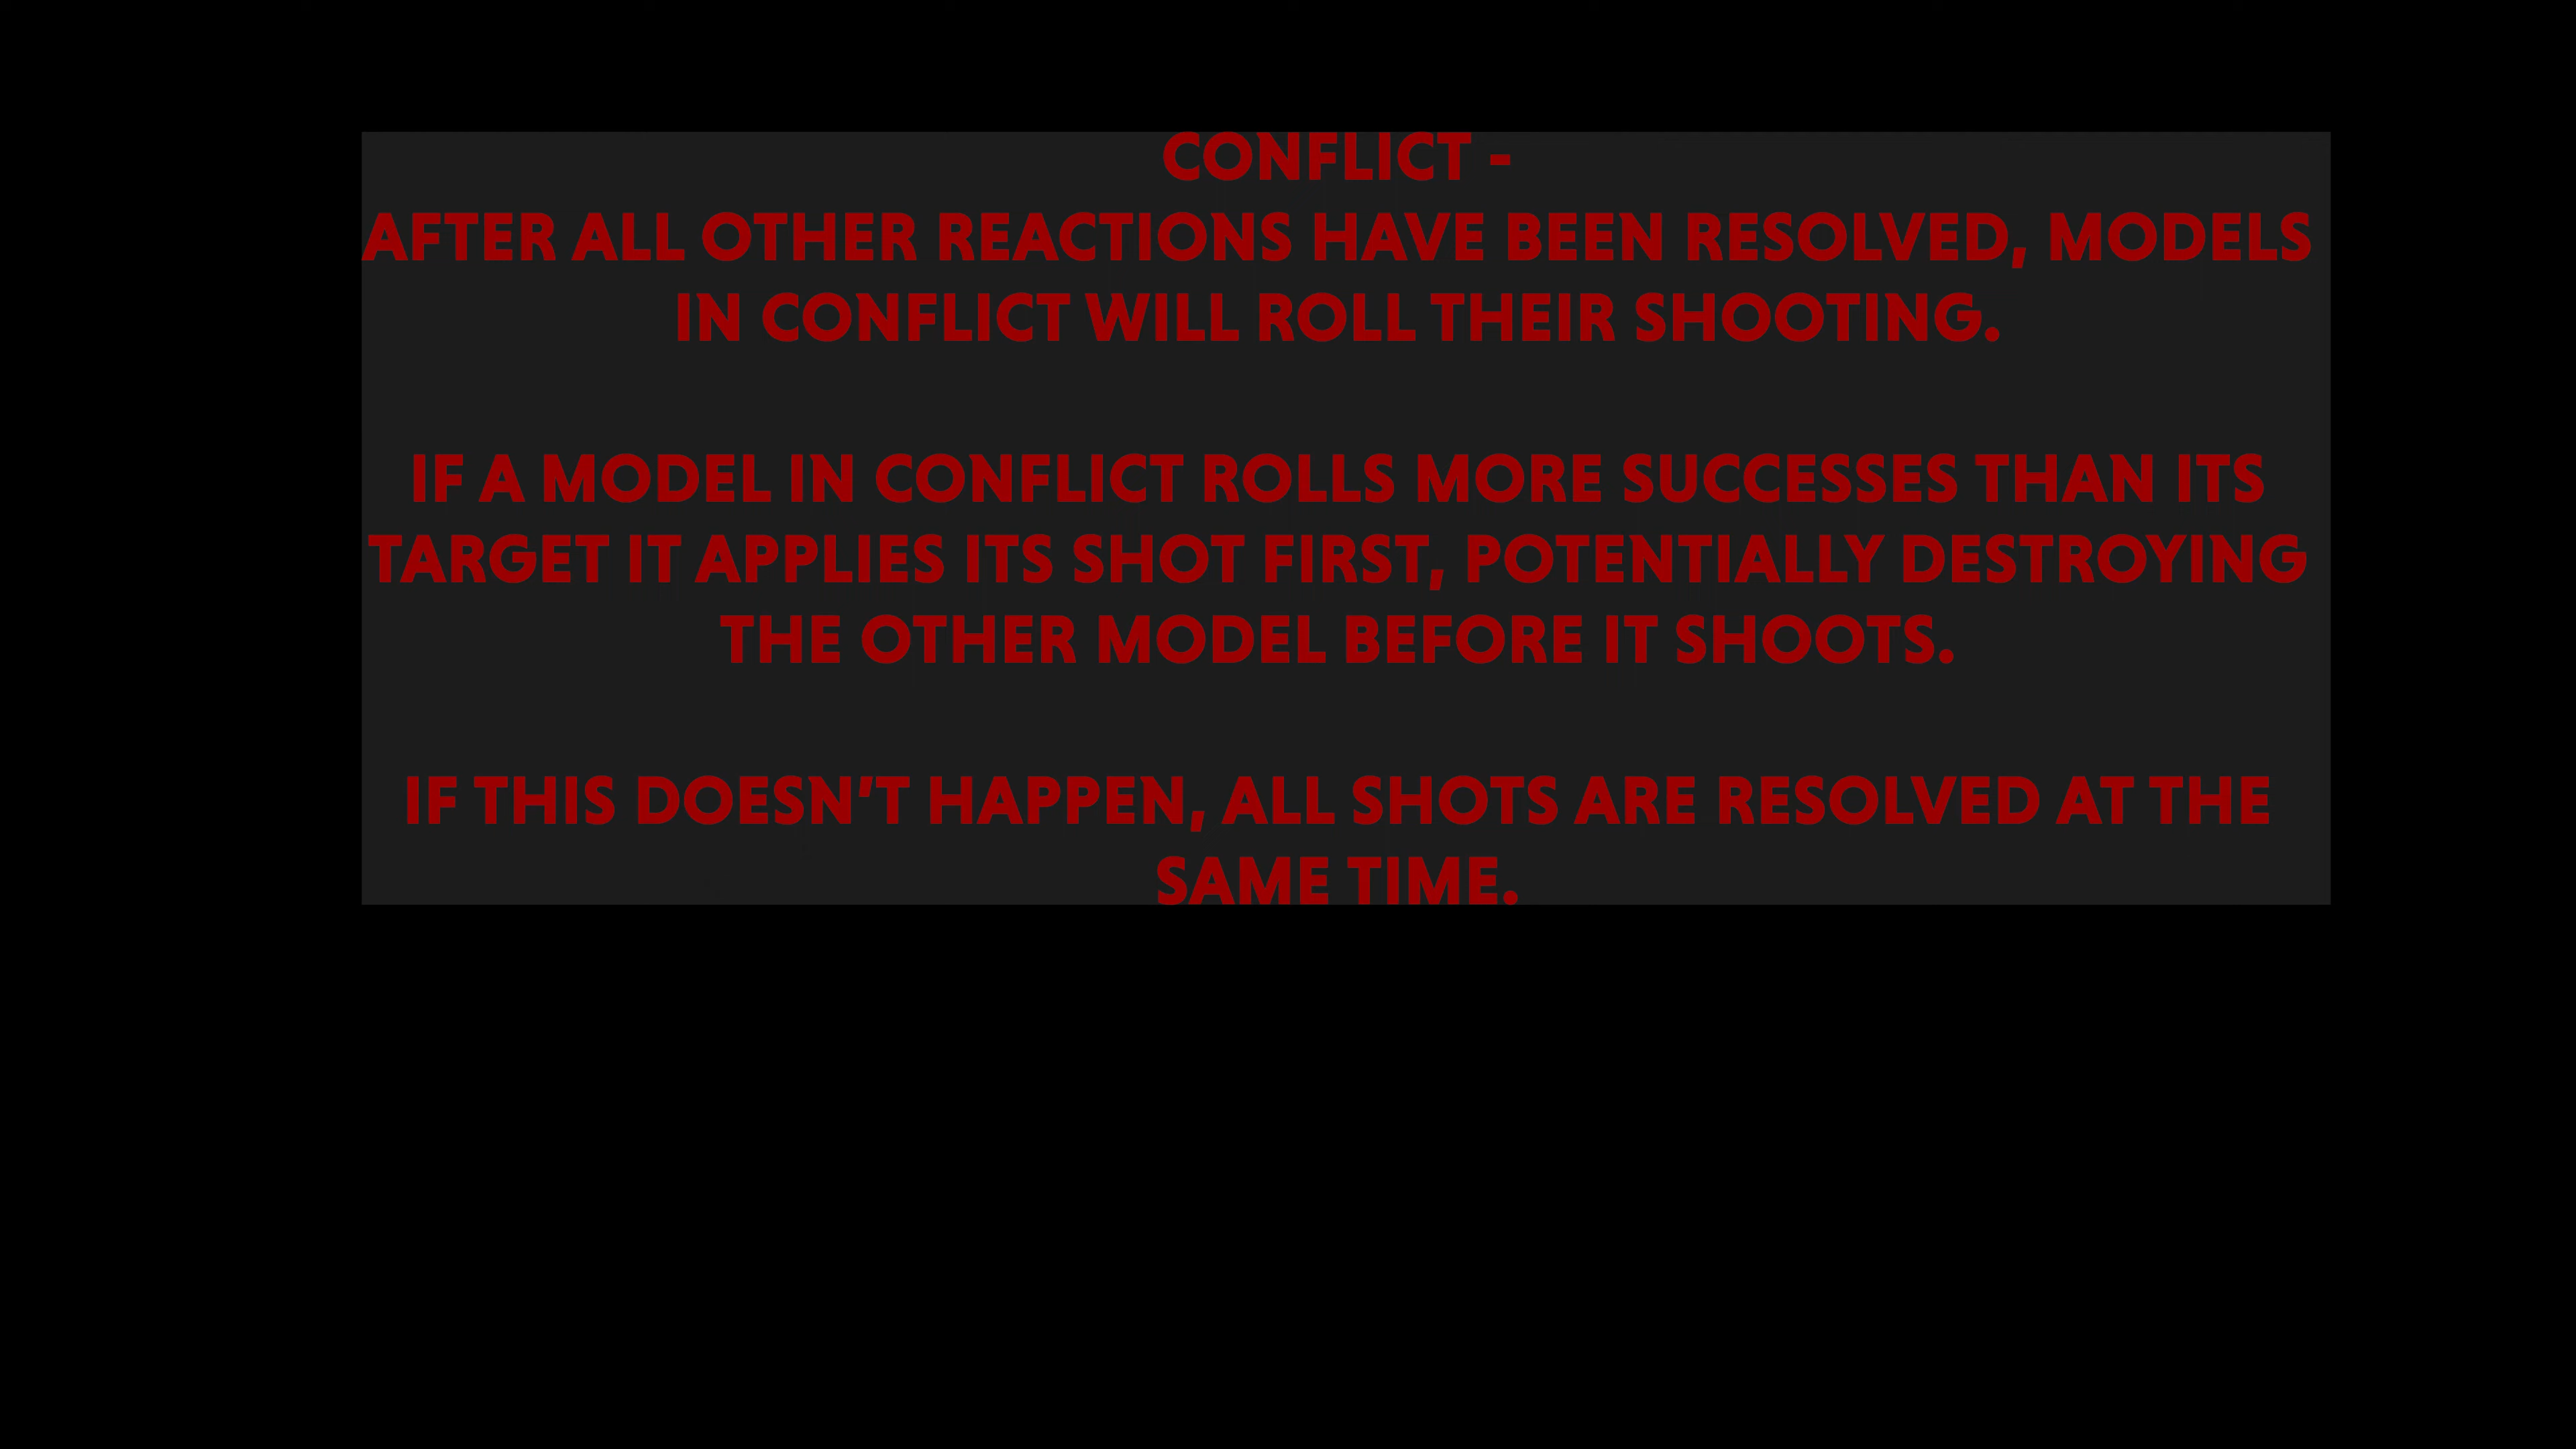 CONFLICT -
AFTER ALL OTHER REACTIONS HAVE BEEN RESOLVED, MODELS
IN CONFLICT WILL ROLL THEIR SHOOTING.
IF A MODEL IN CONFLICT ROLLS MORE SUCCESSES THAN ITS
TARGET IT APPLIES ITS SHOT FIRST, POTENTIALLY DESTROYING
THE OTHER MODEL BEFORE IT SHOOTS.
IF THIS DOESN'T HAPPEN, ALL SHOTS ARE RESOLVED AT THE
SAME TIME.